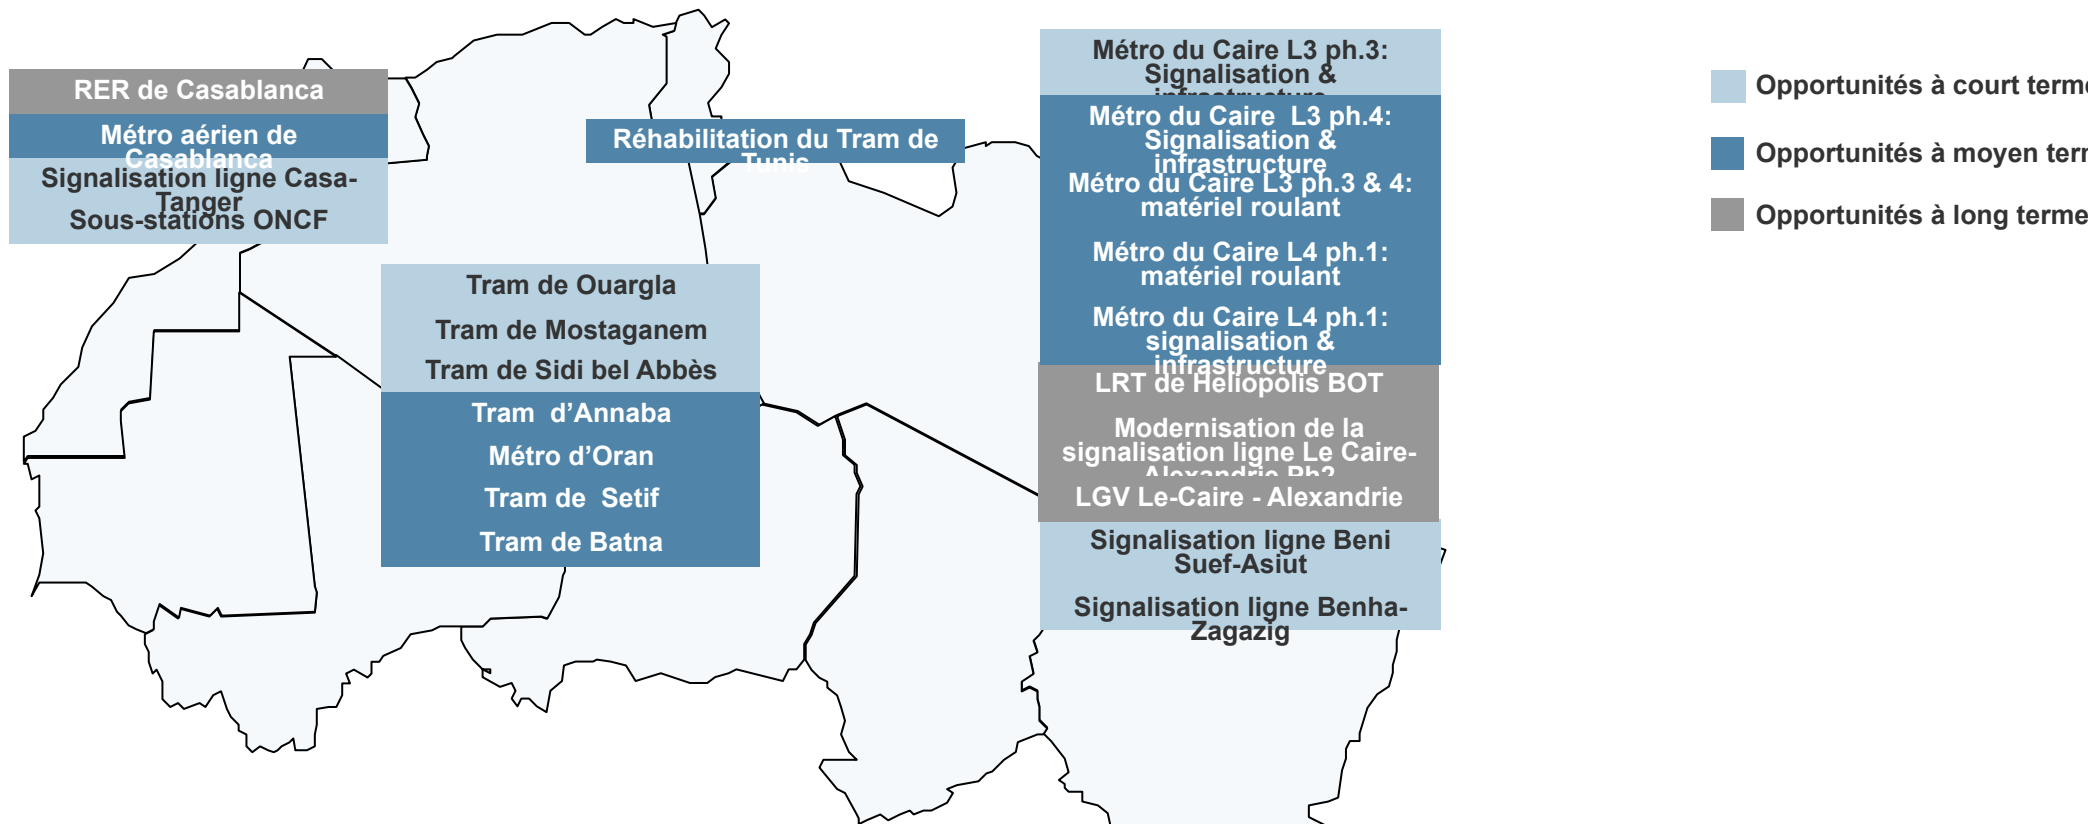 RER de Casablanca
Métro aérien de
Casablanca
Signalisation ligne Casa-
Tanger
Sous-stations ONCF
Réhabilitation du Tram de
Tunis
Tram de Ouargla
Tram de Mostaganem
Tram de Sidi bel Abbès
Tram d’Annaba
Métro d’Oran
Tram de Setif
Tram de Batna
Métro du Caire L3 ph.3:
Signalisation &
infrastructure
Métro du Caire L3 ph.4:
Signalisation &
infrastructure
Métro du Caire L3 ph.3 & 4:
matériel roulant
Métro du Caire L4 ph.1:
matériel roulant
Métro du Caire L4 ph.1:
signalisation &
infrastructure
LRT de Héliopolis BOT
Modernisation de la
signalisation ligne Le Caire-
Alexandrie Ph2
LGV Le-Caire - Alexandrie
Signalisation ligne Beni
Suef-Asiut
Signalisation ligne Benha-
Zagazig
Opportunités à court terme
Opportunités à moyen
Opportunités à long terme